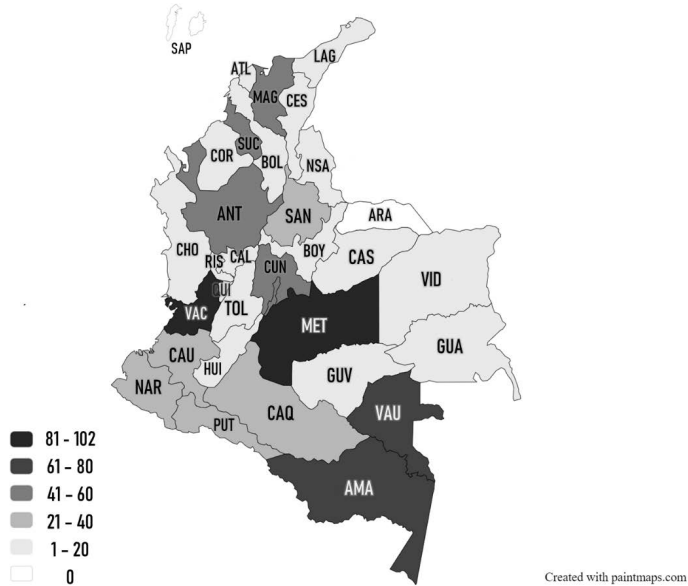 SAP
LAG
ATL
MAG
CES
SUC
COR
BOL
NSA
ANT
SAN
ARA
CHO
BOY
CAS
RIS
CAL
CUN
VID
QUI
TOL
VAC
MET
GUA
CAU
HUI
GUV
NAR
CAQ
VAU
PUT
AMA
81 - 102
61 - 80
41 - 60
21 - 40
1 - 20
0
Created with paintmaps.com